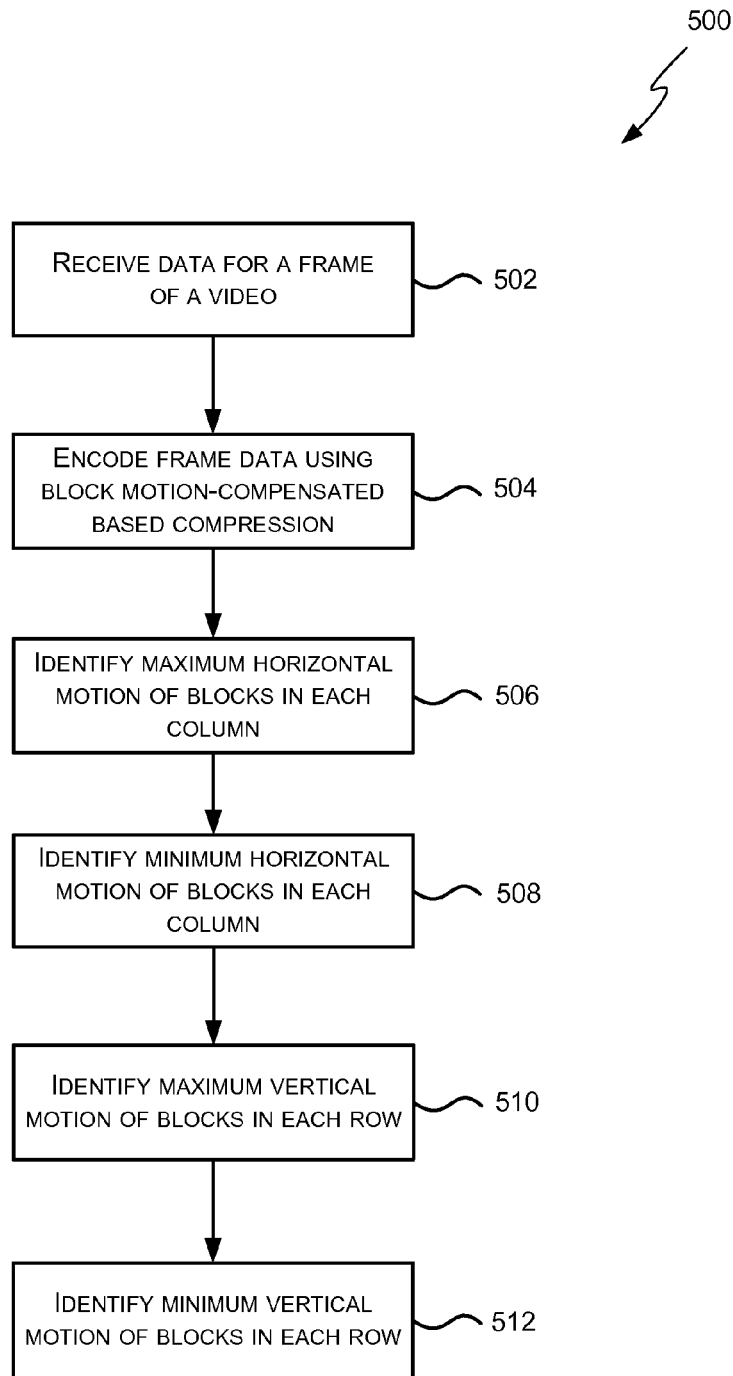 500
RECEIVE DATA FOR A FRAME
OF A VIDEO
502
ENCODE FRAME DATA USING
BLOCK MOTION-COMPENSATED
BASED COMPRESSION
504
IDENTIFY MAXIMUM HORIZONTAL
MOTION OF BLOCKS IN EACH
COLUMN
506
IDENTIFY MINIMUM HORIZONTAL
MOTION OF BLOCKS IN EACH
COLUMN
508
IDENTIFY MAXIMUM VERTICAL
MOTION OF BLOCKS IN EACH ROW
510
IDENTIFY MINIMUM VERTICAL
MOTION OF BLOCKS IN EACH ROW
512